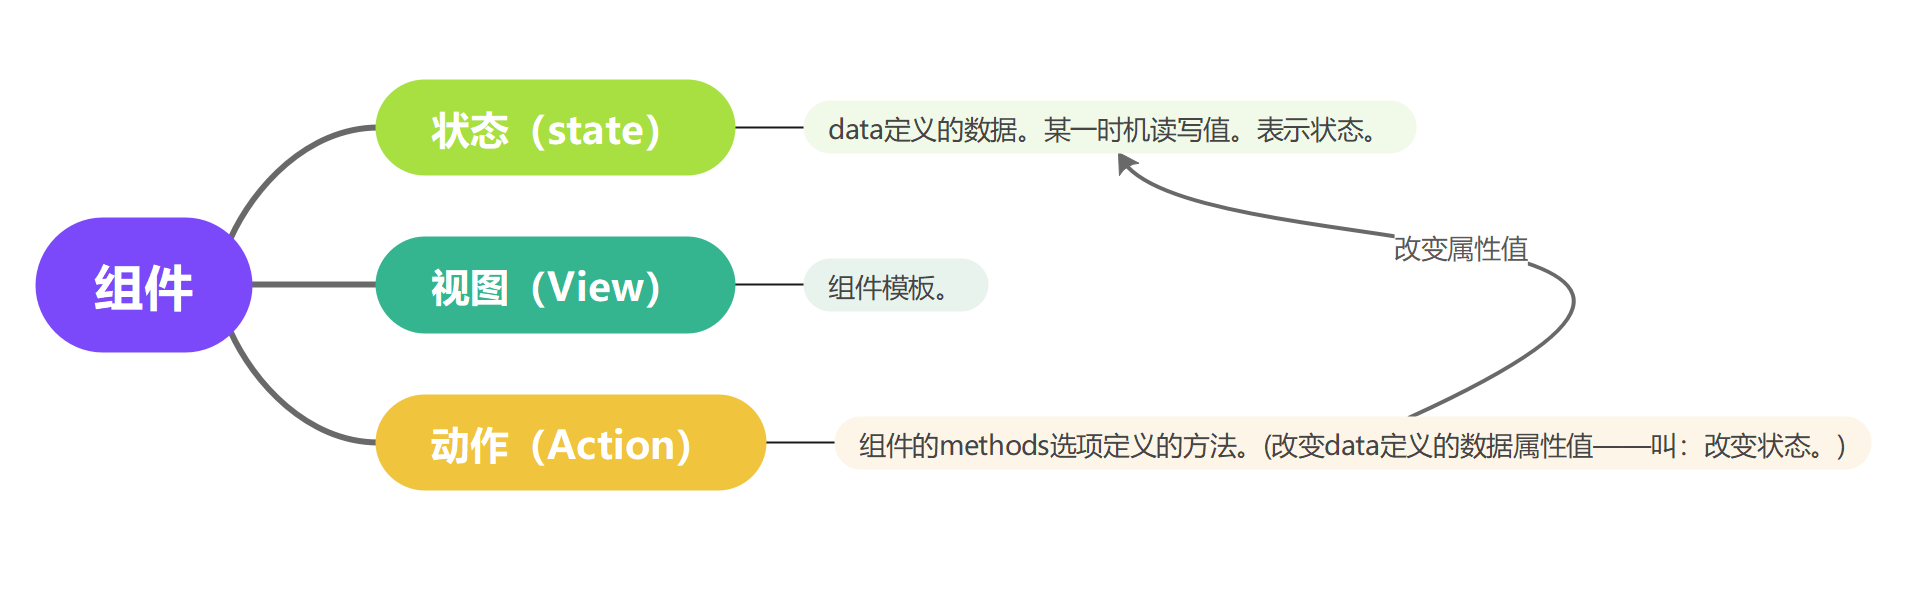 组件
状态（state）
data定义的数据。某一时机读写值。表示状态。
视图（View）
组件模板。
改变属性值
动作（Action）
组件的methods选项定义的方法。(改变data定义的数据属性值——叫：改变状态。)